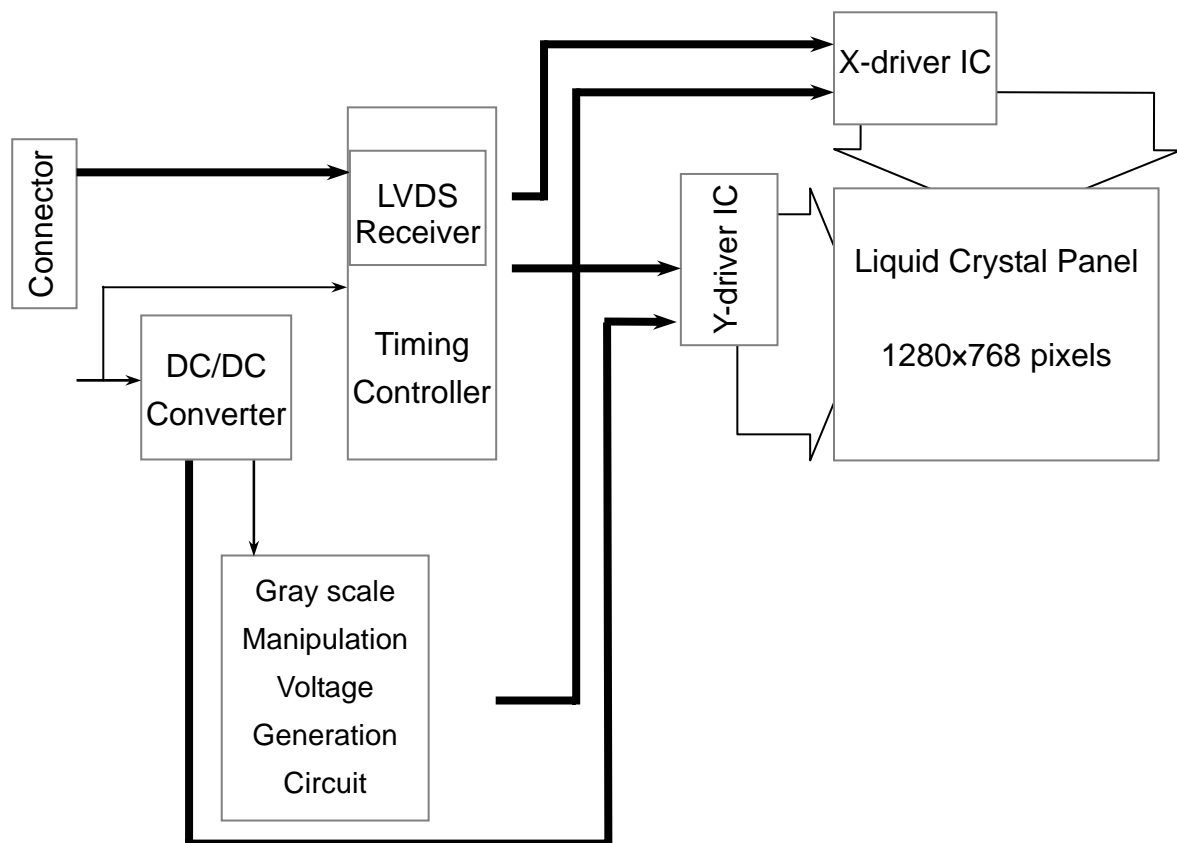 X-driver IC
Connector
LVDS
Receiver
Timing
Controller
DC/DC
Converter
Y-driver IC
Liquid Crystal Panel
1280×768 pixels
Gray scale
Manipulation
Voltage
Generation
Circuit